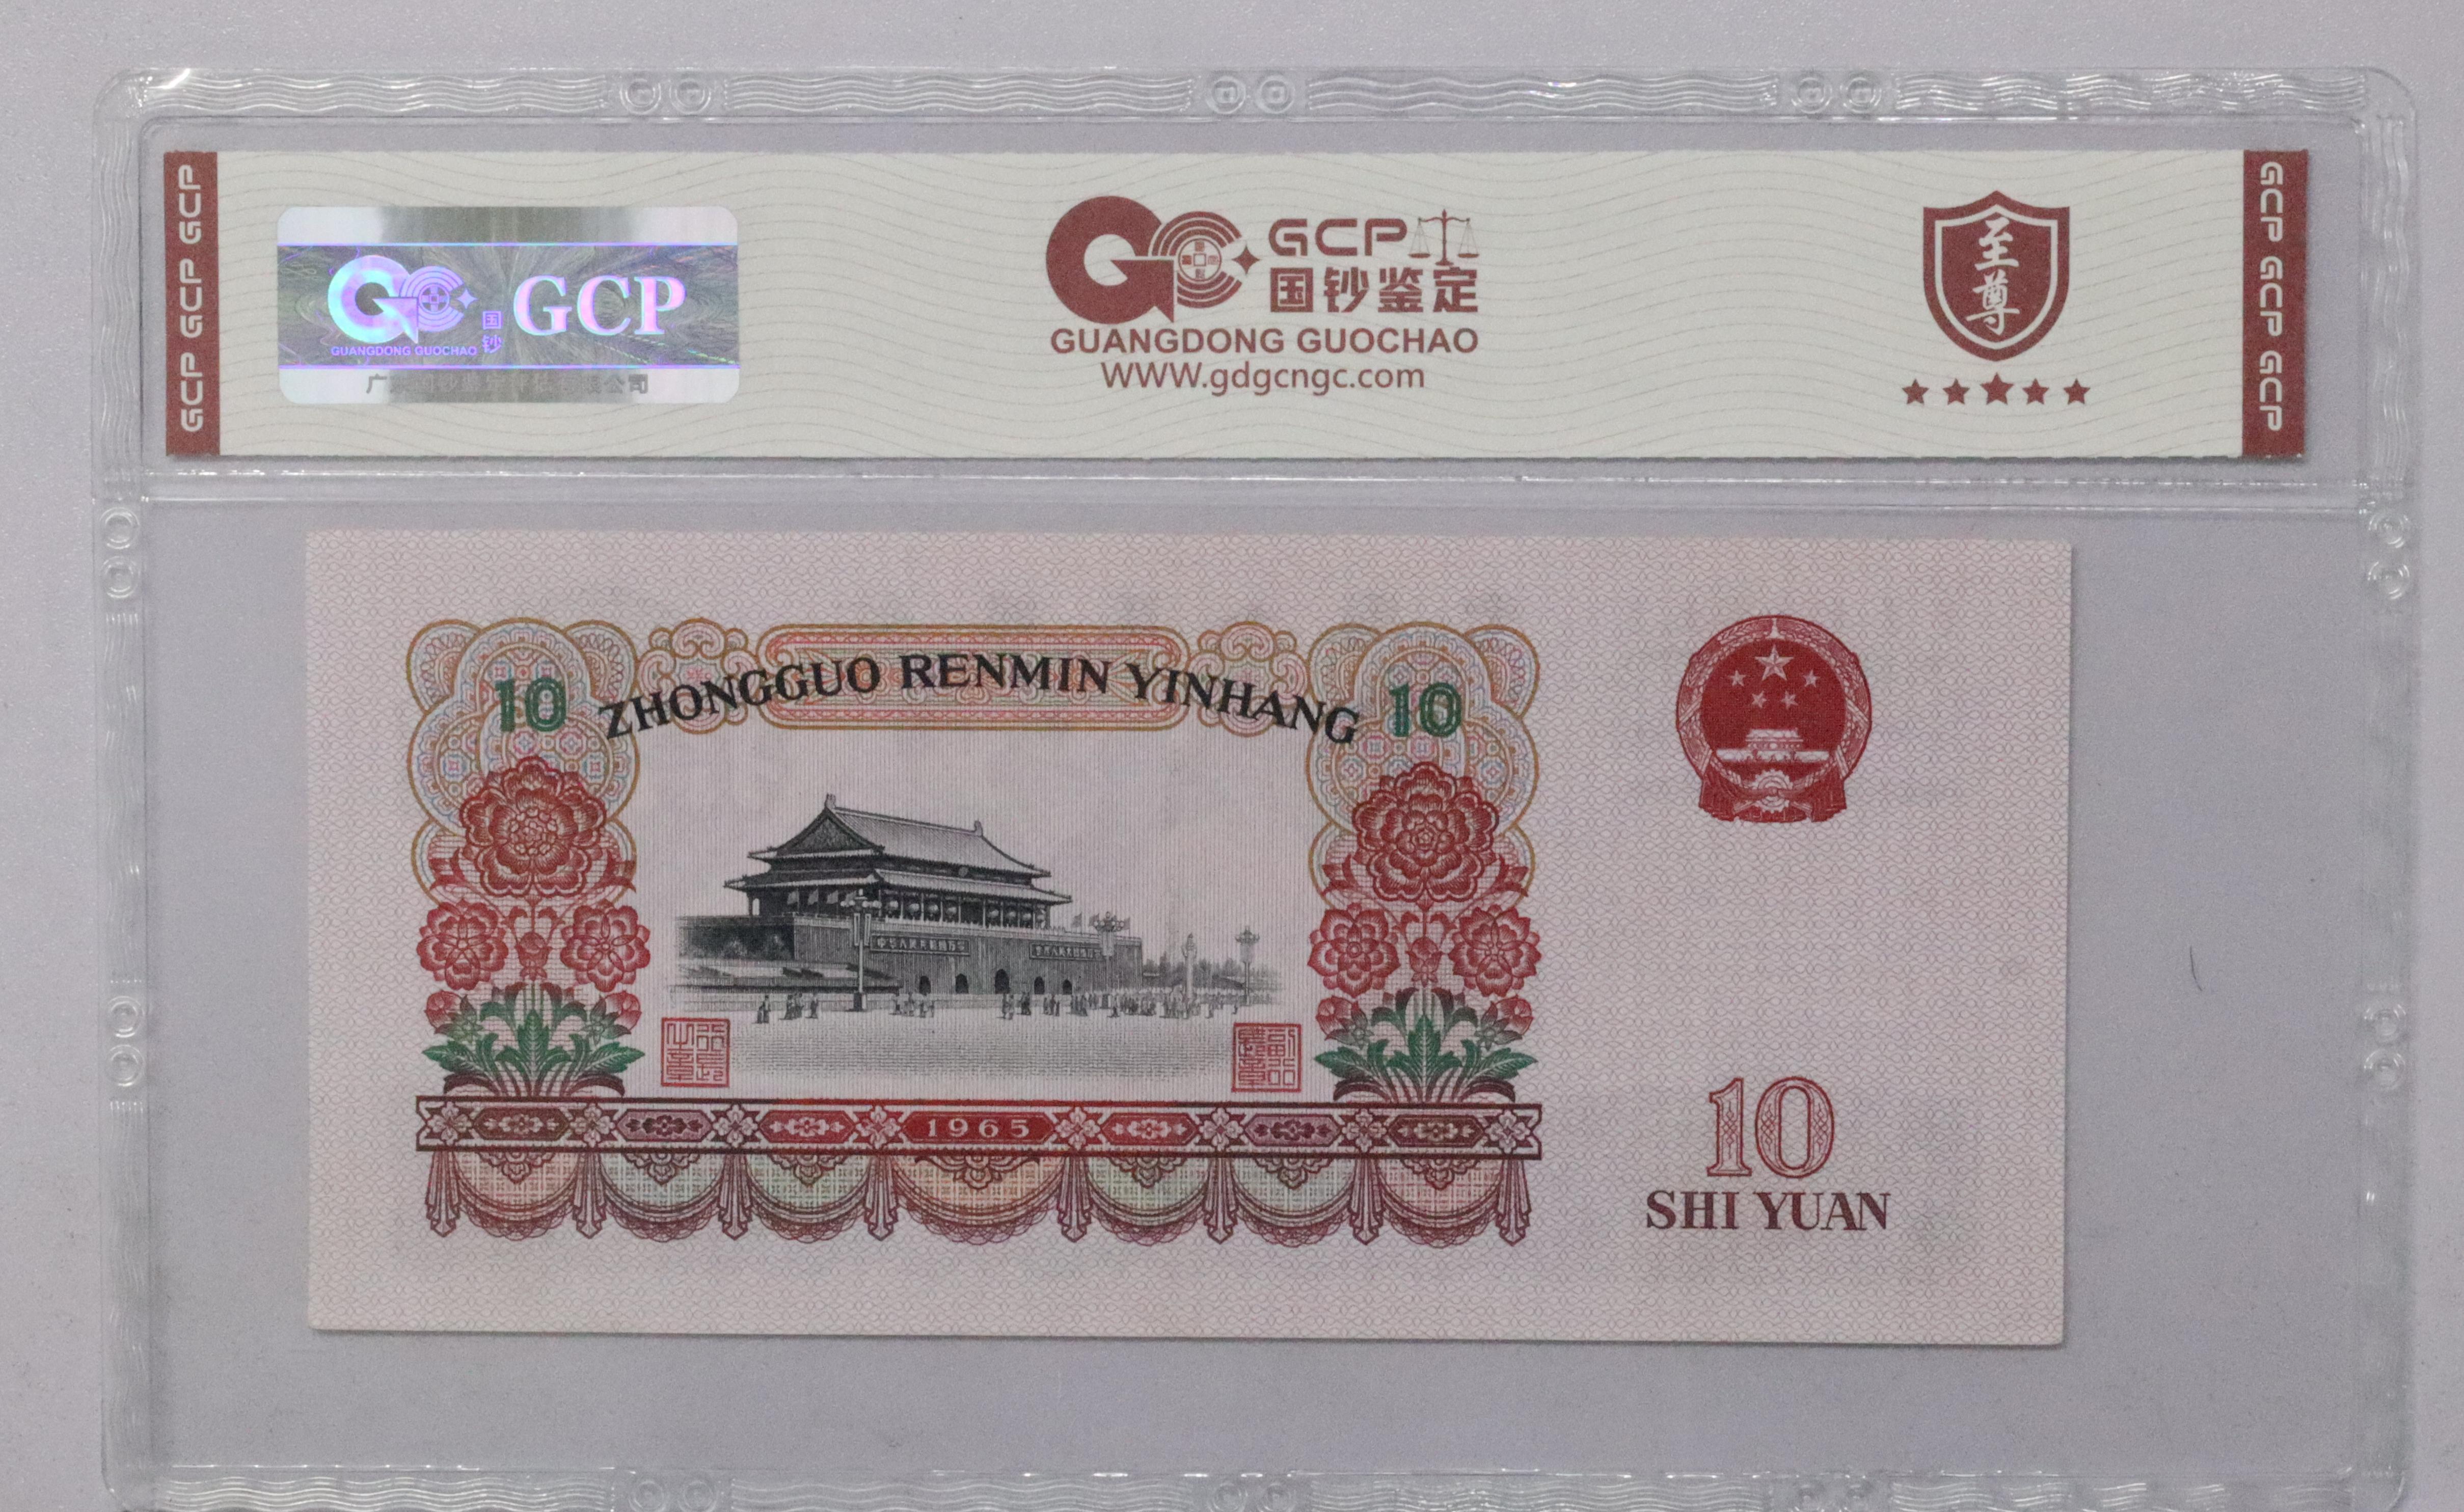 GCP GCP GCP
GCP
国
钞
GUANGDONG GUOCHAO
GCP
国钞鉴定
GUANGDONG GUOCHAO
WWW.gdgcngc.com
至
尊
GCP GCP GCP
10 ZHONGGUO RENMIN YINHANG 10
1965
10
SHI YUAN